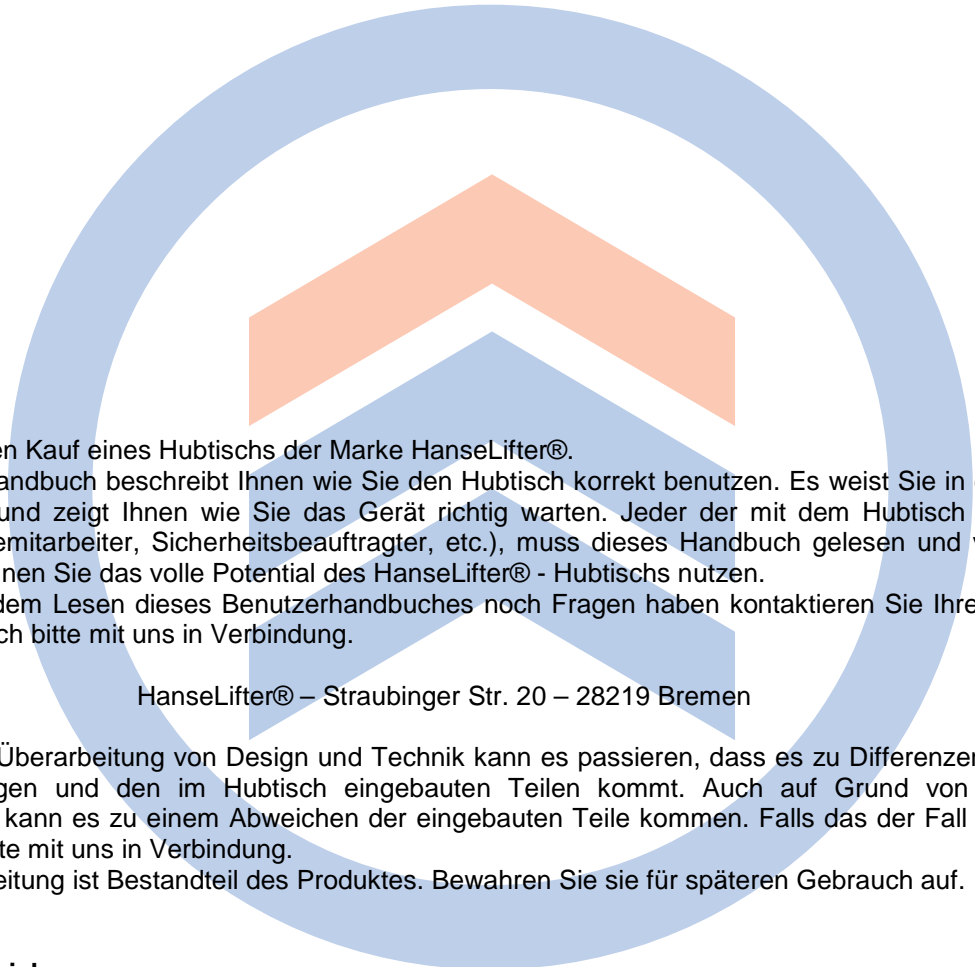 en Kauf eines Hubtischs der Marke HanseLifter®.
andbuch beschreibt Ihnen wie Sie den Hubtisch korrekt benutzen. Es weist Sie in
und zeigt Ihnen wie Sie das Gerät richtig warten. Jeder der mit dem Hubtisch
emitarbeiter, Sicherheitsbeauftragter, etc.), muss dieses Handbuch gelesen und v
nen Sie das volle Potential des HanseLifter® - Hubtischs nutzen.
dem Lesen dieses Benutzerhandbuches noch Fragen haben kontaktieren Sie Ihre
ch bitte mit uns in Verbindung.
HanseLifter® – Straubinger Str. 20 – 28219 Bremen
Überarbeitung von Design und Technik kann es passieren, dass es zu Differenzen
gen und den im Hubtisch eingebauten Teilen kommt. Auch auf Grund von
kann es zu einem Abweichen der eingebauten Teile kommen. Falls das der Fall
te mit uns in Verbindung.
eitung ist Bestandteil des Produktes. Bewahren Sie sie für späteren Gebrauch auf.